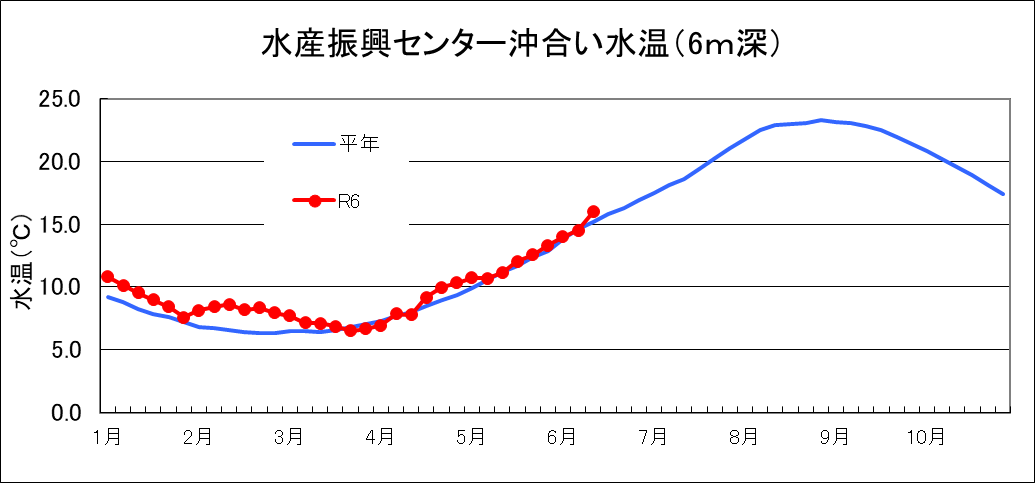 水産振興センター沖合い水温(6m深)
25.0
20.0
15.0
10.0
5.0
0.0
水温(℃)
平年
R6
1月 2月 3月 4月 5月 6月 7月 8月 9月 10月